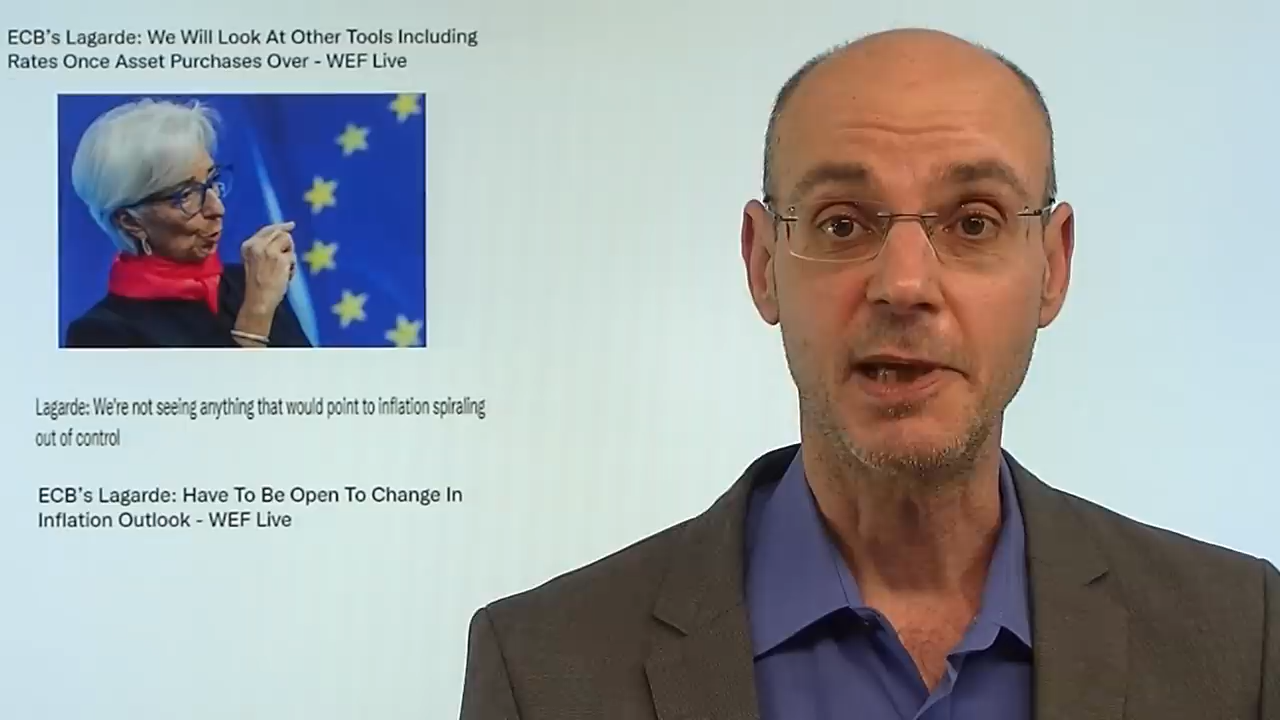 ECB's Lagarde: We Will Look At Other Tools Including
Rates Once Asset Purchases Over - WEF Live
Lagarde: We're not seeing anything that would point to inflation spiraling
out of control
ECB's Lagarde: Have To Be Open To Change In
Inflation Outlook - WEF Live